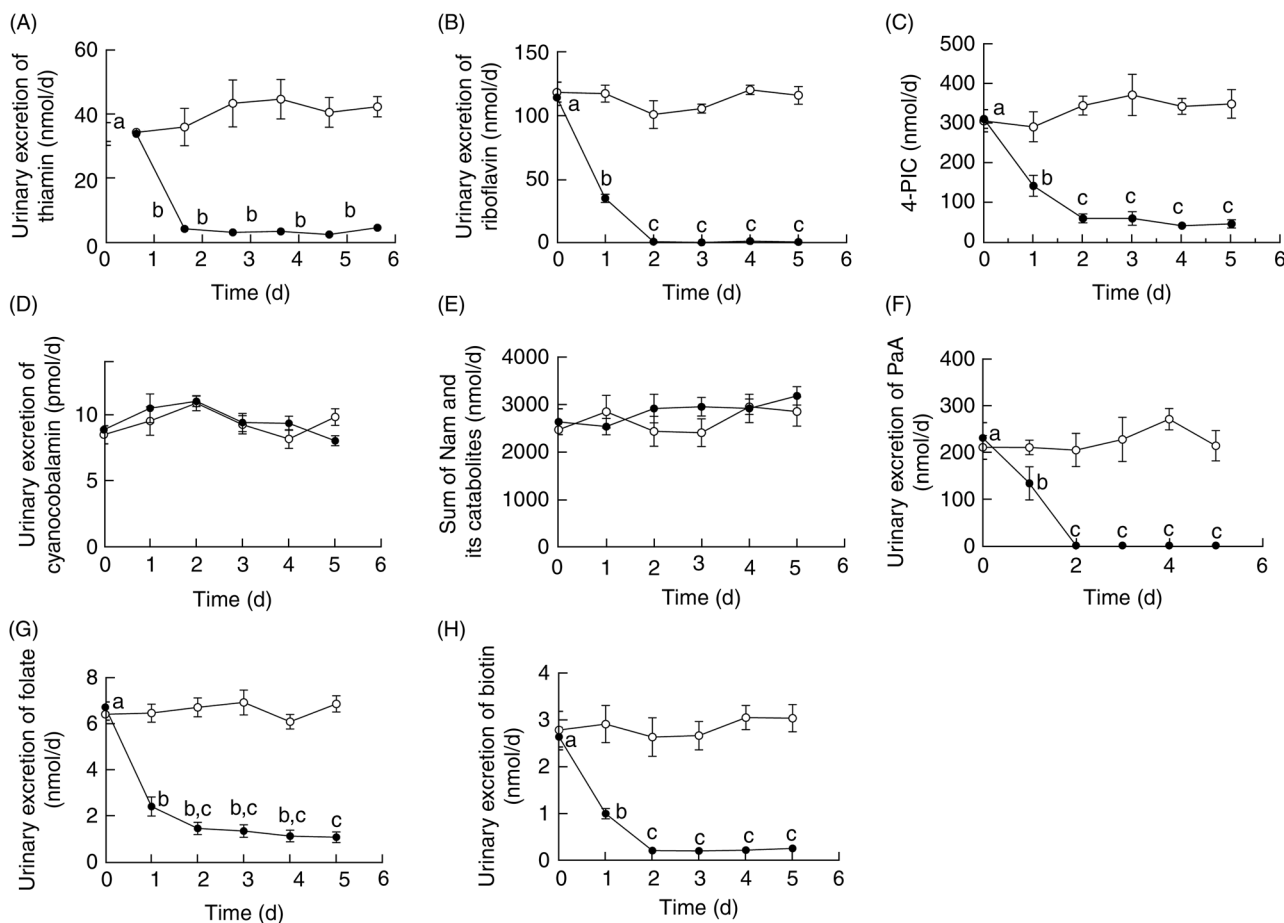 (A)
Urinary excretion of
thiamin (nmol/d)
60
40
20
0
a
b
b
b
b
b
0 1 2 3 4 5 6
Time (d)
(B)
Urinary excretion of
riboflavin (nmol/d)
150
100
50
0
a
b
c
c
c
c
0 1 2 3 4 5 6
Time (d)
(C)
4-PIC (nmol/d)
500
400
300
200
100
0
a
b
c
c
c
c
0 1 2 3 4 5 6
Time (d)
(D)
Urinary excretion of
cyanocobalamin (pmol/d)
10
5
0
0 1 2 3 4 5 6
Time (d)
(E)
Sum of Nam and
its catabolites (nmol/d)
4000
3000
2000
1000
0
0 1 2 3 4 5 6
Time (d)
(F)
Urinary excretion of PaA
(nmol/d)
400
300
200
100
0
a
b
c
c
c
c
0 2 4 6
Time (d)
(G)
Urinary excretion of folate
(nmol/d)
8
6
4
2
0
a
b
b,c
b,c
b,c
c
0 1 2 3 4 5 6
Time (d)
(H)
Urinary excretion of biotin
(nmol/d)
4
3
2
1
0
a
b
c
c
c
c
0 1 2 3 4 5 6
Time (d)